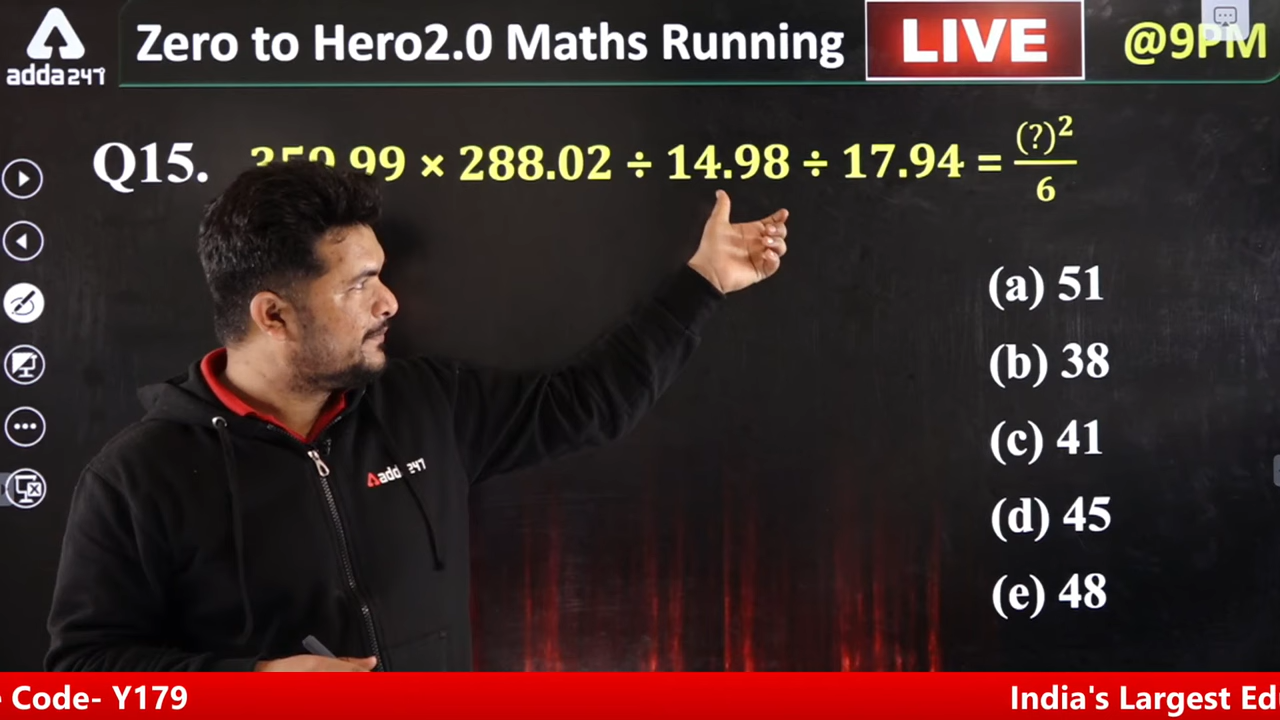 adda247
Zero to Hero2.0 Maths Running
LIVE
@9PM
Q15. 359.99 × 288.02 ÷ 14.98 ÷ 17.94 = (?)²/6
(a) 51
(b) 38
(c) 41
(d) 45
(e) 48
adda247
Code- Y179
India's Largest